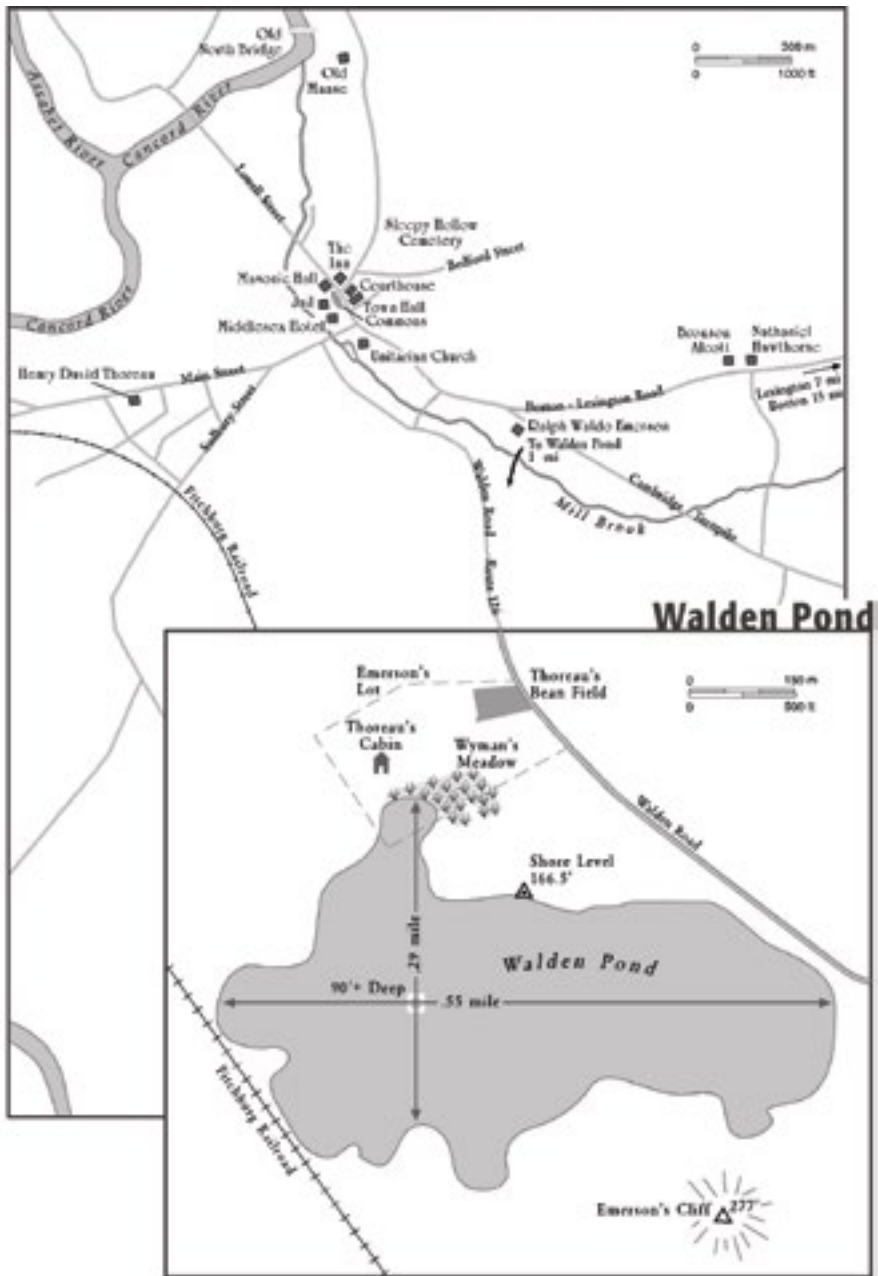 Old
North Bridge
Old
Manse
0 300 m
0 1000 ft
Assabet River
Concord River
Lowell Street
Sleepy Hollow
Cemetery
Bedford Street
The
Inn
Masonic Hall
Courthouse
Jail
Town Hall
Commons
Middlesex Hotel
Concord River
Unitarian Church
Main Street
Henry David Thoreau
Sudbury Street
Bronson
Alcott
Nathaniel
Hawthorne
Lexington 7 mi
Boston 15 mi
Boston - Lexington Road
Ralph Waldo Emerson
To Walden Pond
1 mi
Cambridge Turnpike
Mill Brook
Walden Road Route 126
Fitchburg Railroad
Walden Pond
Emerson's
Lot
Thoreau's
Bean Field
0 150 m
0 500 ft
Thoreau's
Cabin
Wyman's
Meadow
Walden Road
Shore Level
166.5'
.29 mile
Walden Pond
90'+ Deep
.55 mile
Fitchburg Railroad
Emerson's Cliff 277'